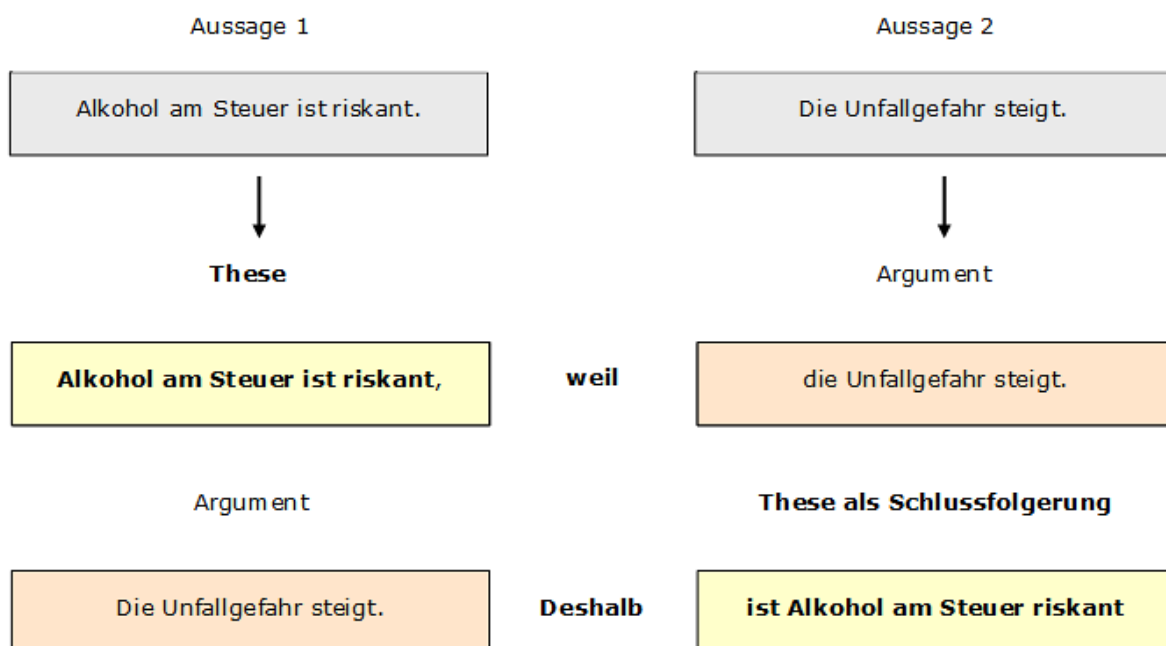 Aussage 1 Aussage 2
Alkohol am Steuer ist riskant. Die Unfallgefahr steigt.
These Argument
Alkohol am Steuer ist riskant, weil die Unfallgefahr steigt.
Argument These als Schlussfolgerung
Die Unfallgefahr steigt. Deshalb ist Alkohol am Steuer riskant